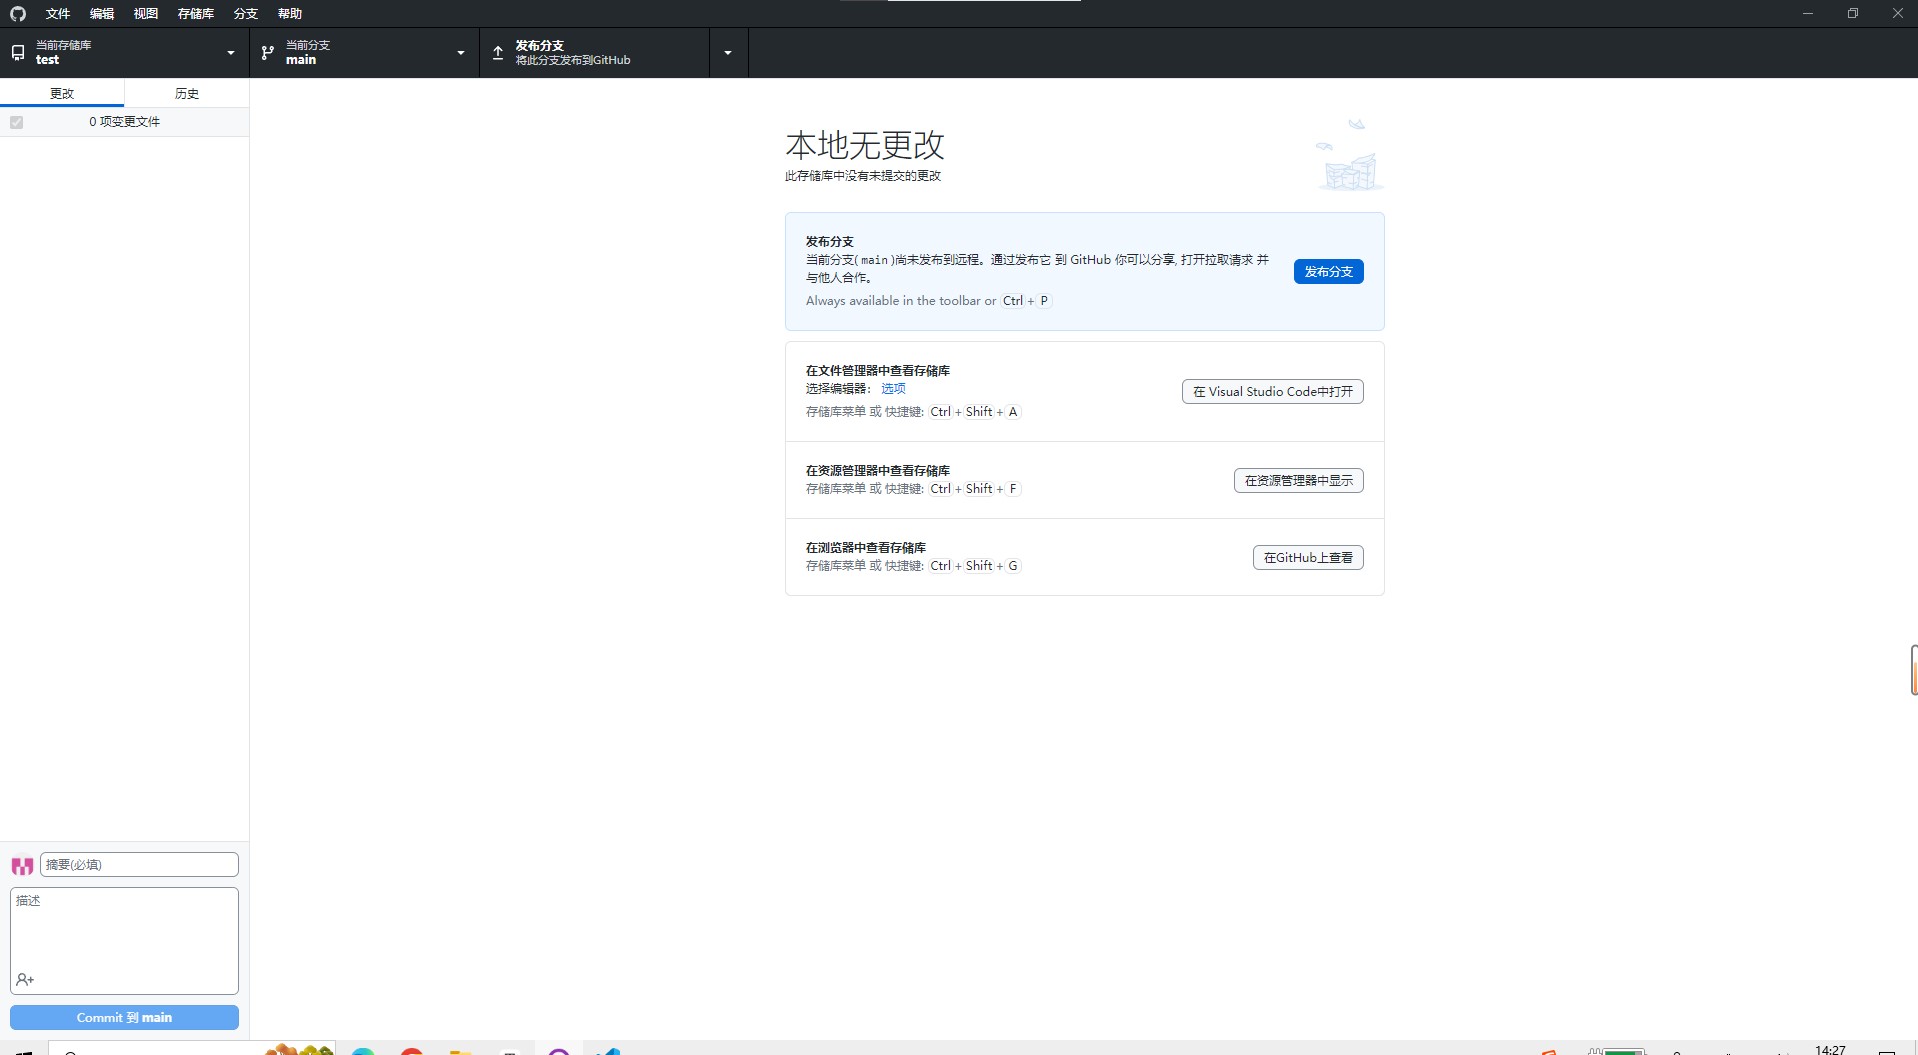 文件 编辑 视图 存储库 分支 帮助
当前存储库
test
当前分支
main
发布分支
将此分支发布到GitHub
更改 历史
0 项变更文件
本地无更改
此存储库中没有未提交的更改
发布分支
当前分支( main )尚未发布到远程。通过发布它 到 GitHub 你可以分享, 打开拉取请求 并
与他人合作。
Always available in the toolbar or Ctrl + P
发布分支
在文件管理器中查看存储库
选择编辑器： 选项
存储库菜单 或 快捷键: Ctrl + Shift + A
在 Visual Studio Code中打开
在资源管理器中查看存储库
存储库菜单 或 快捷键: Ctrl + Shift + F
在资源管理器中显示
在浏览器中查看存储库
存储库菜单 或 快捷键: Ctrl + Shift + G
在GitHub上查看
摘要(必填)
描述
Commit 到 main
14:27